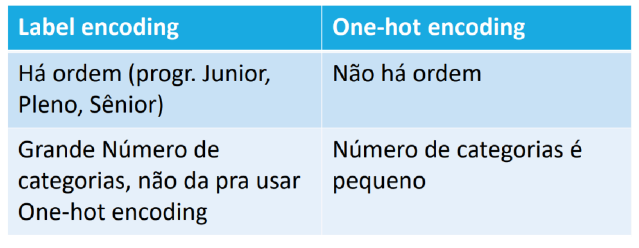 Label encoding
One-hot encoding
Há ordem (progr. Junior,
Pleno, Sênior)
Não há ordem
Grande Número de
categorias, não da pra usar
One-hot encoding
Número de categorias é
pequeno